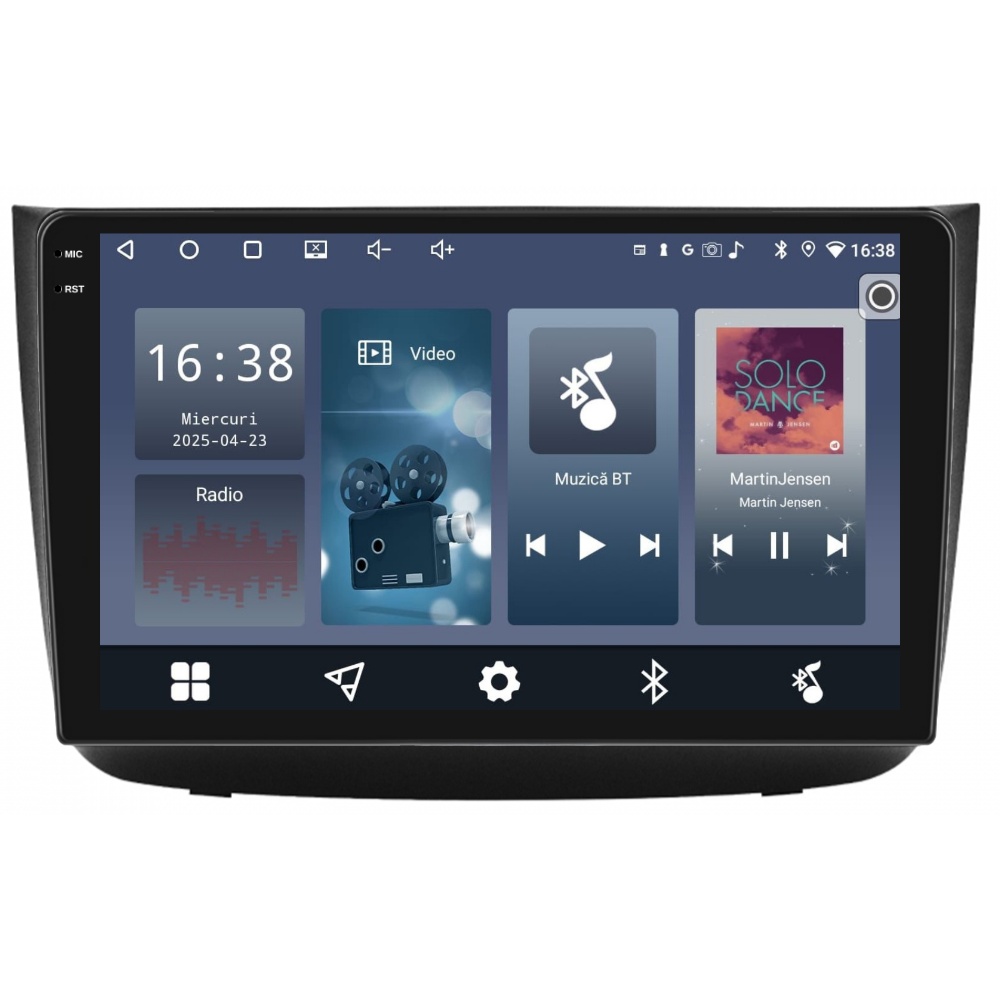 MIC
RST
G
16:38
16:38
Miercuri
2025-04-23
Radio
Video
Muzică BT
SOLO
DANCE
MARTIN JENSEN
MartinJensen
Martin Jensen